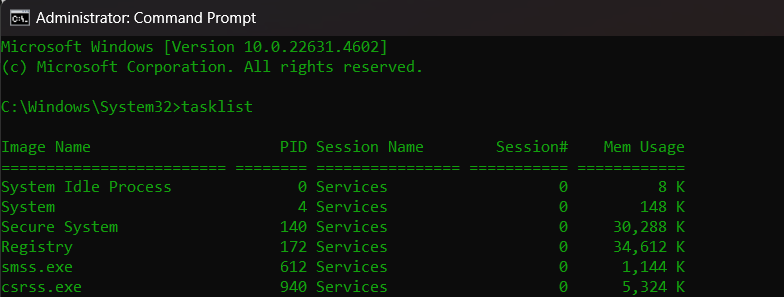 Administrator: Command Prompt
Microsoft Windows [Version 10.0.22631.4602]
(c) Microsoft Corporation. All rights reserved.
C:\Windows\System32>tasklist
Image Name                     PID Session Name        Session#    Mem Usage
========================= ======== ================ =========== ============
System Idle Process              0 Services                   0          8 K
System                           4 Services                   0        148 K
Secure System                  140 Services                   0     30,288 K
Registry                       172 Services                   0     34,612 K
smss.exe                       612 Services                   0      1,144 K
csrss.exe                      940 Services                   0      5,324 K